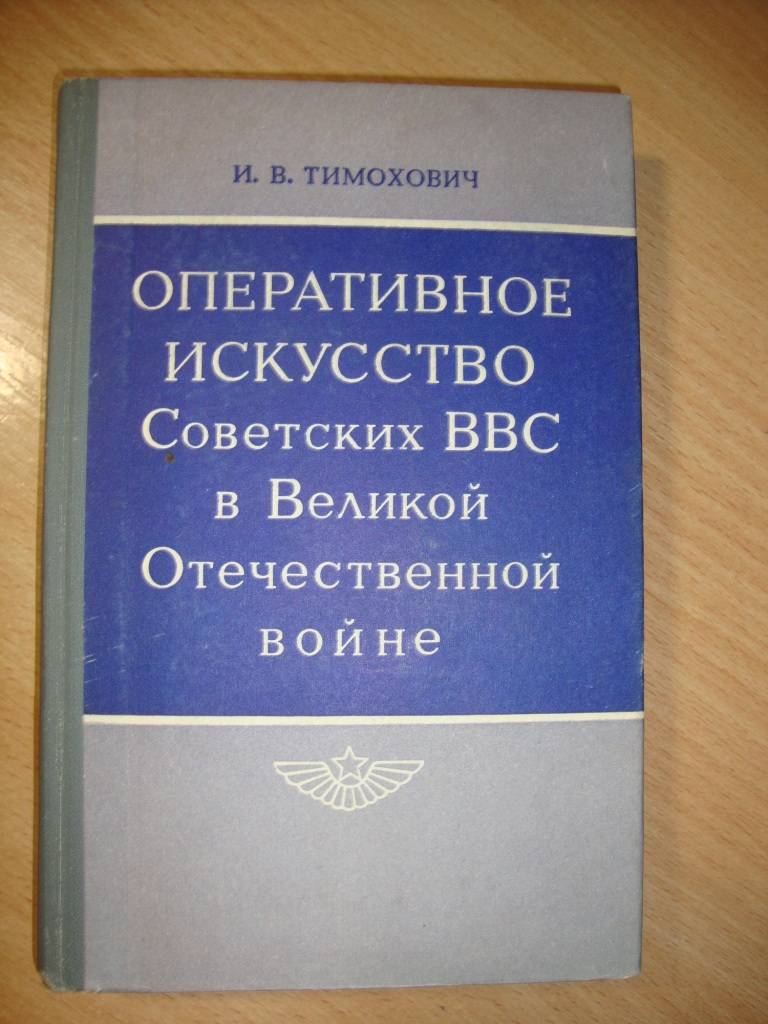 И. В. ТИМОХОВИЧ
ОПЕРАТИВНОЕ
ИСКУССТВО
Советских ВВС
в Великой
Отечественной
войне